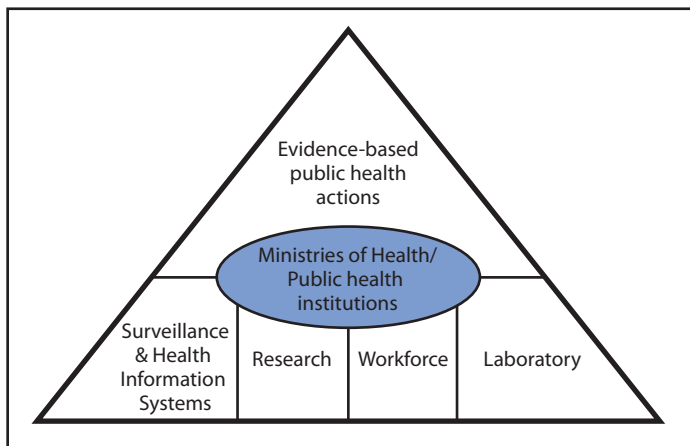 Evidence-based
public health
actions
Ministries of Health/
Public health
institutions
Surveillance
& Health
Information
Systems
Research
Workforce
Laboratory